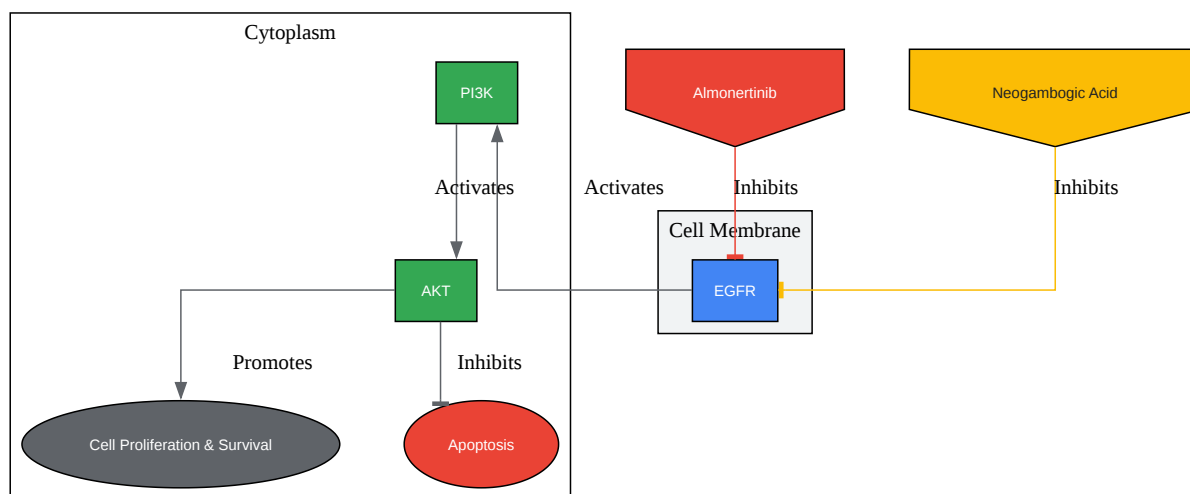 Cytoplasm
PI3K
Almonertinib
Neogambogic Acid
Activates
Activates
Inhibits
Inhibits
Cell Membrane
AKT
EGFR
Promotes
Inhibits
Cell Proliferation & Survival
Apoptosis